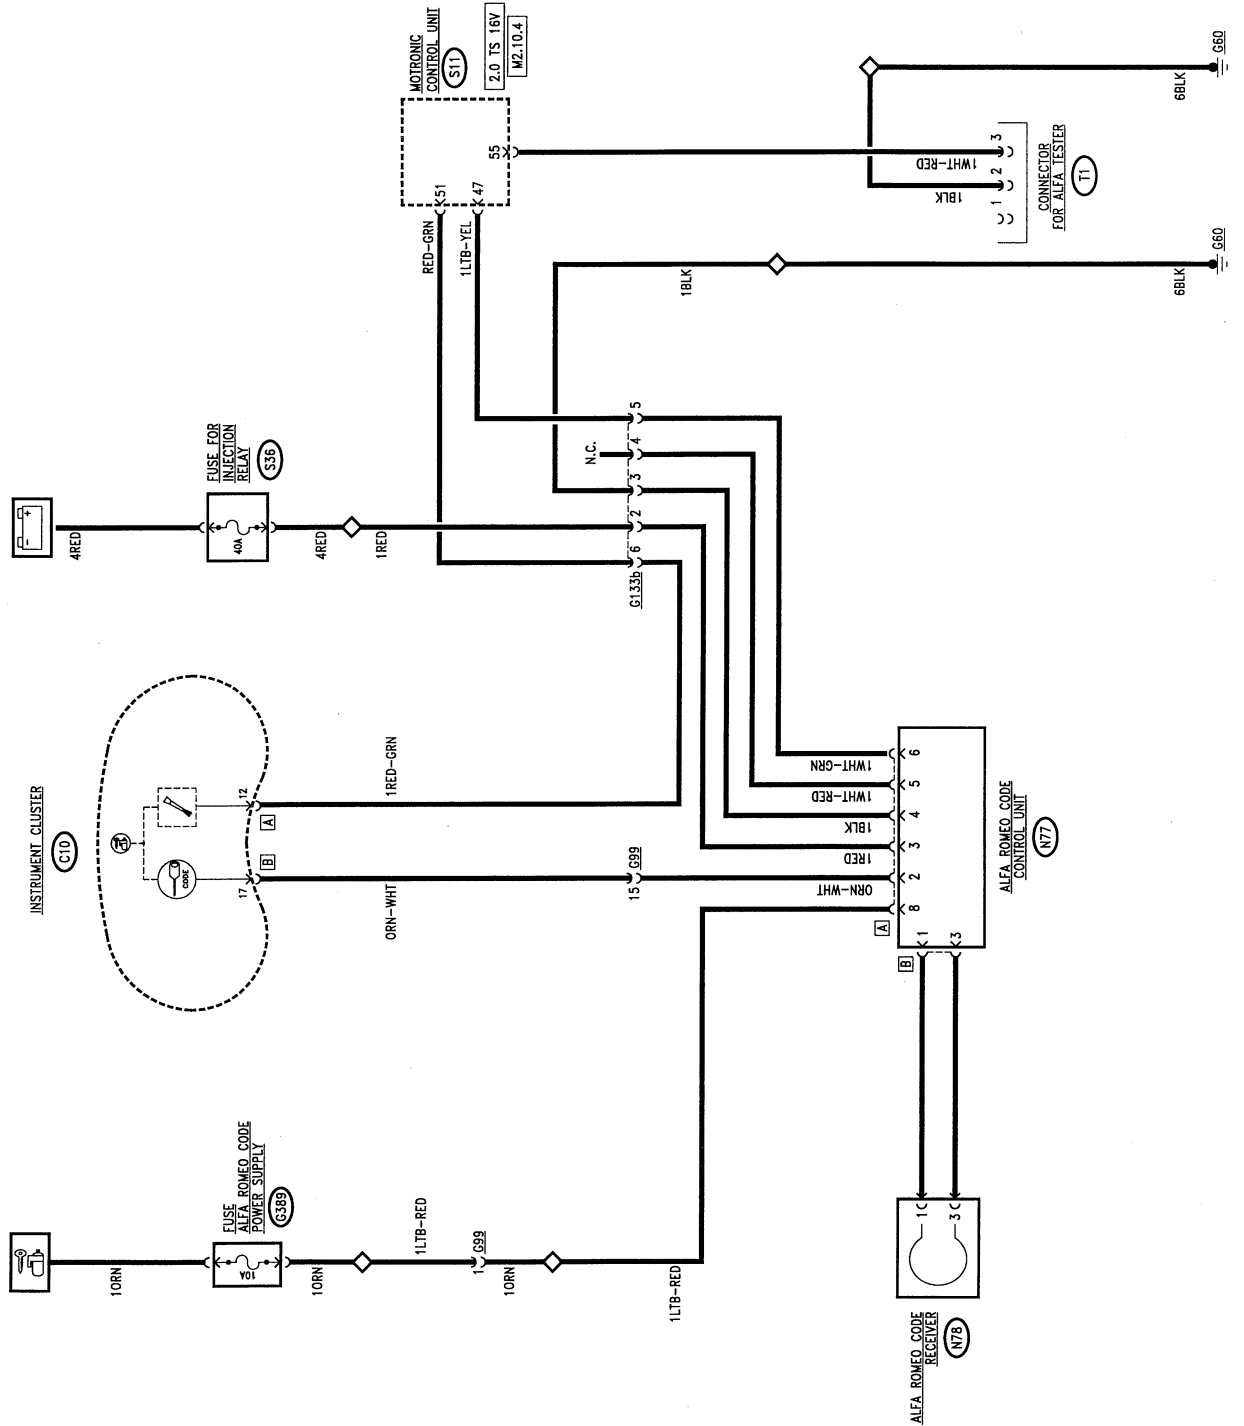 MOTRONIC
CONTROL UNIT
S11
2.0 TS 16V
M2.10.4
55
51
47
RED-GRN
1LTB-YEL
1WHT-RED
1BLK
3
2
1
CONNECTOR
FOR ALFA TESTER
T1
6BLK
G60
1BLK
6BLK
G60
FUSE FOR
INJECTION
RELAY
S36
- +
4RED
40A
4RED
1RED
N.C.
5
4
3
2
6
G133b
INSTRUMENT CLUSTER
C10
CODE
12
A
17
B
1RED-GRN
ORN-WHT
15
G99
1WHT-GRN
1WHT-RED
1BLK
1RED
ORN-WHT
6
5
4
3
2
8
A
ALFA ROMEO CODE
CONTROL UNIT
N77
B
1
3
FUSE
ALFA ROMEO CODE
POWER SUPPLY
G389
1ORN
10A
1ORN
1LTB-RED
1
G99
1ORN
1LTB-RED
1
3
ALFA ROMEO CODE
RECEIVER
N78